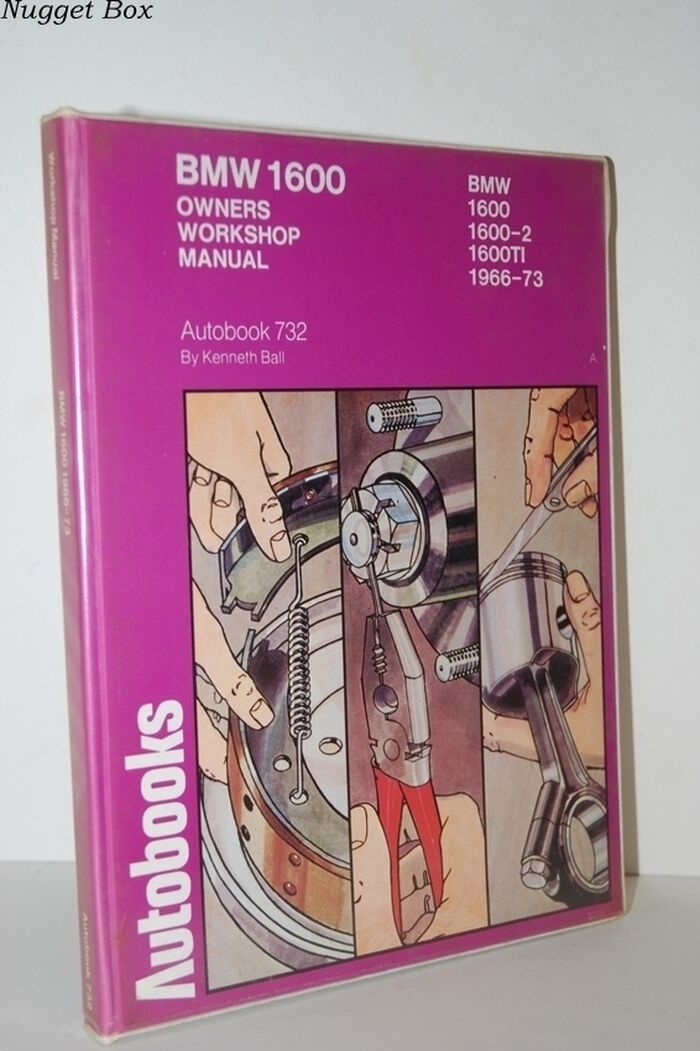 Nugget Box
BMW 1600
OWNERS
WORKSHOP
MANUAL
BMW
1600
1600-2
1600TI
1966-73
Autobook 732
By Kenneth Ball
A
Autobooks
Workshop Manual
BMW 1600 1966-73
Autobook 732